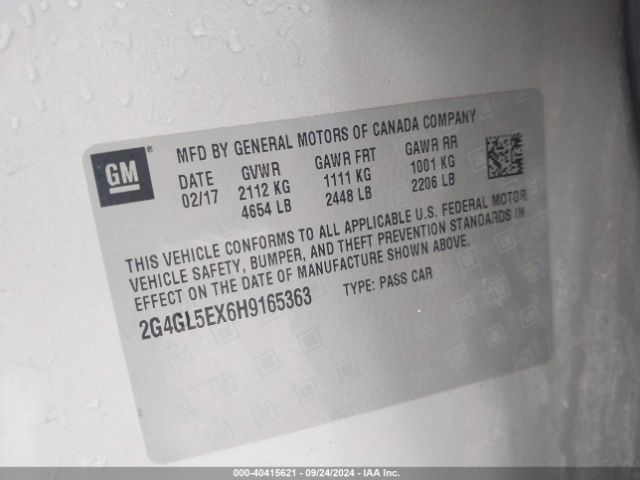 GM®
MFD BY GENERAL MOTORS OF CANADA COMPANY
DATE GVWR GAWR FRT GAWR RR
02/17 2112 KG 1111 KG 1001 KG
4654 LB 2448 LB 2206 LB
THIS VEHICLE CONFORMS TO ALL APPLICABLE U.S. FEDERAL MOTOR
VEHICLE SAFETY, BUMPER, AND THEFT PREVENTION STANDARDS IN
EFFECT ON THE DATE OF MANUFACTURE SHOWN ABOVE.
2G4GL5EX6H9165363 TYPE: PASS CAR
000-40415621 - 09/24/2024 - IAA Inc.